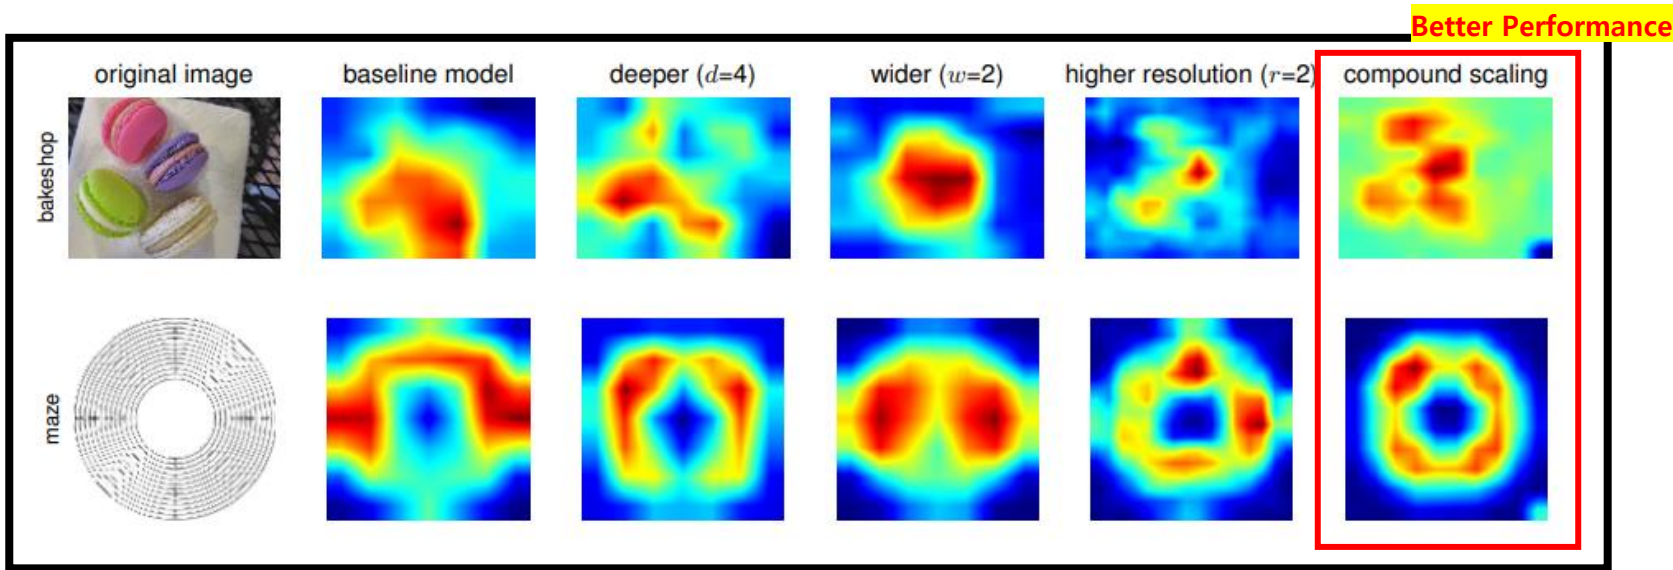 Better Performance
original image
baseline model
deeper (d=4)
wider (w=2)
higher resolution (r=2)
compound scaling
bakeshop
maze